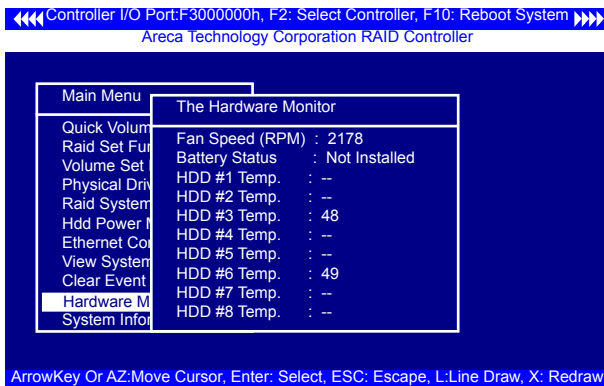 Controller I/O Port:F3000000h, F2: Select Controller, F10: Reboot System
Areca Technology Corporation RAID Controller
Main Menu
Quick Volum
Raid Set Fur
Volume Set
Physical Driv
Raid System
Hdd Power
Ethernet Co
View System
Clear Event
Hardware M
System Infor
The Hardware Monitor
Fan Speed (RPM) : 2178
Battery Status : Not Installed
HDD #1 Temp. : --
HDD #2 Temp. : --
HDD #3 Temp. : 48
HDD #4 Temp. : --
HDD #5 Temp. : --
HDD #6 Temp. : 49
HDD #7 Temp. : --
HDD #8 Temp. : --
ArrowKey Or AZ:Move Cursor, Enter: Select, ESC: Escape, L:Line Draw, X: Redraw